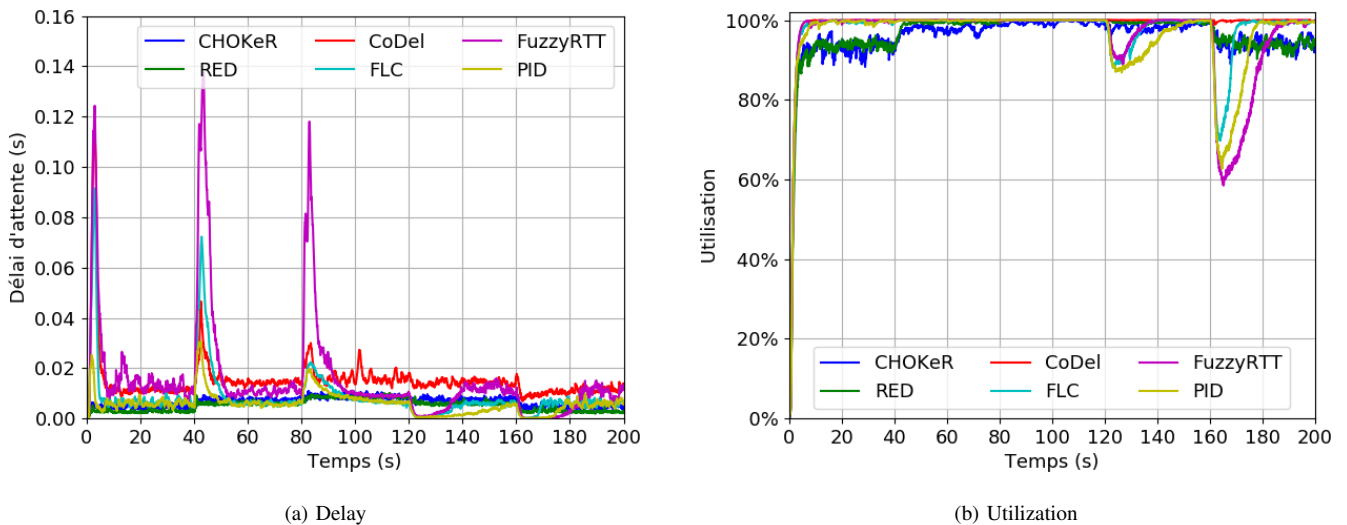 0.16
0.14
0.12
0.10
0.08
0.06
0.04
0.02
0.00
Délai d'attente (s)
CHOKeR CoDel FuzzyRTT
RED FLC PID
0 20 40 60 80 100 120 140 160 180 200
Temps (s)
(a) Delay
100%
80%
60%
40%
20%
0%
Utilisation
CHOKeR CoDel FuzzyRTT
RED FLC PID
0 20 40 60 80 100 120 140 160 180 200
Temps (s)
(b) Utilization